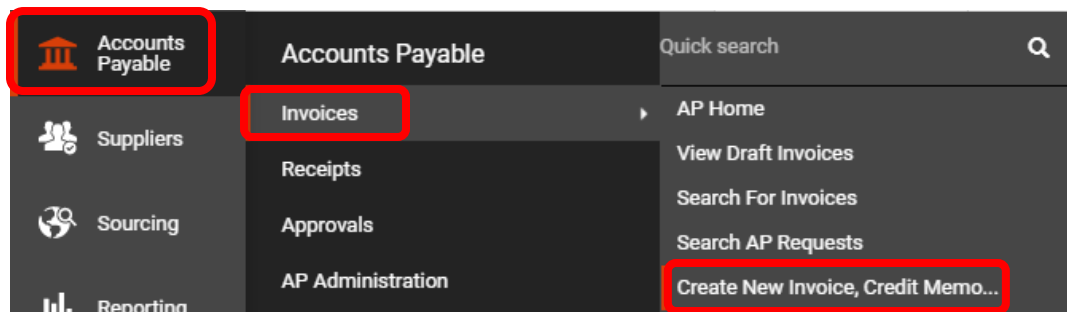 Accounts
Payable
Suppliers
Sourcing
Reporting
Accounts Payable
Invoices
Receipts
Approvals
AP Administration
Quick search
AP Home
View Draft Invoices
Search For Invoices
Search AP Requests
Create New Invoice, Credit Memo...